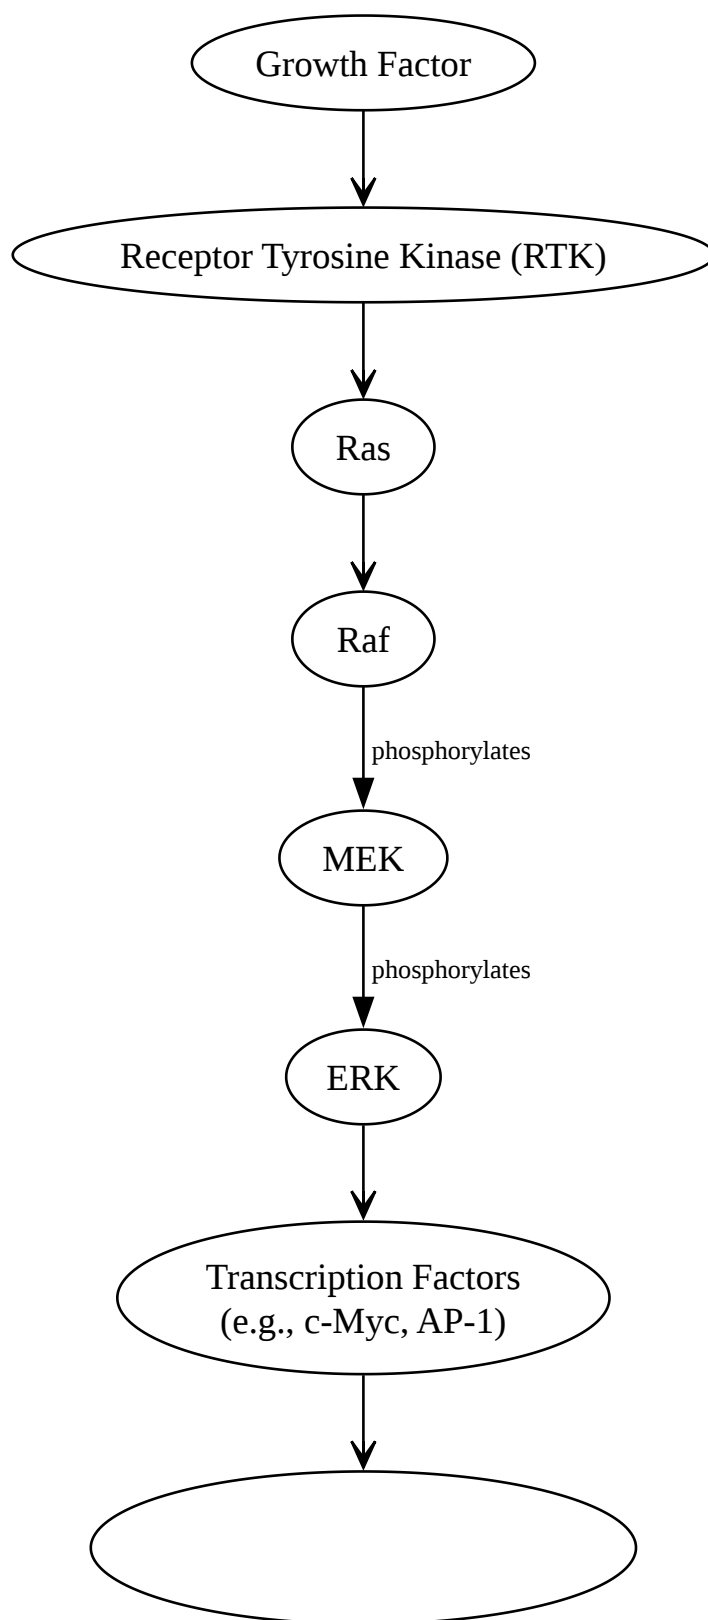 Growth Factor
Receptor Tyrosine Kinase (RTK)
Ras
Raf
phosphorylates
MEK
phosphorylates
ERK
Transcription Factors
(e.g., c-Myc, AP-1)